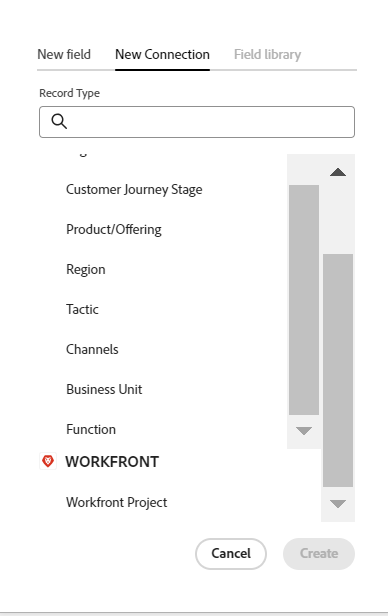 New field New Connection Field library
Record Type
Customer Journey Stage
Product/Offering
Region
Tactic
Channels
Business Unit
Function
WORKFRONT
Workfront Project
Cancel Create